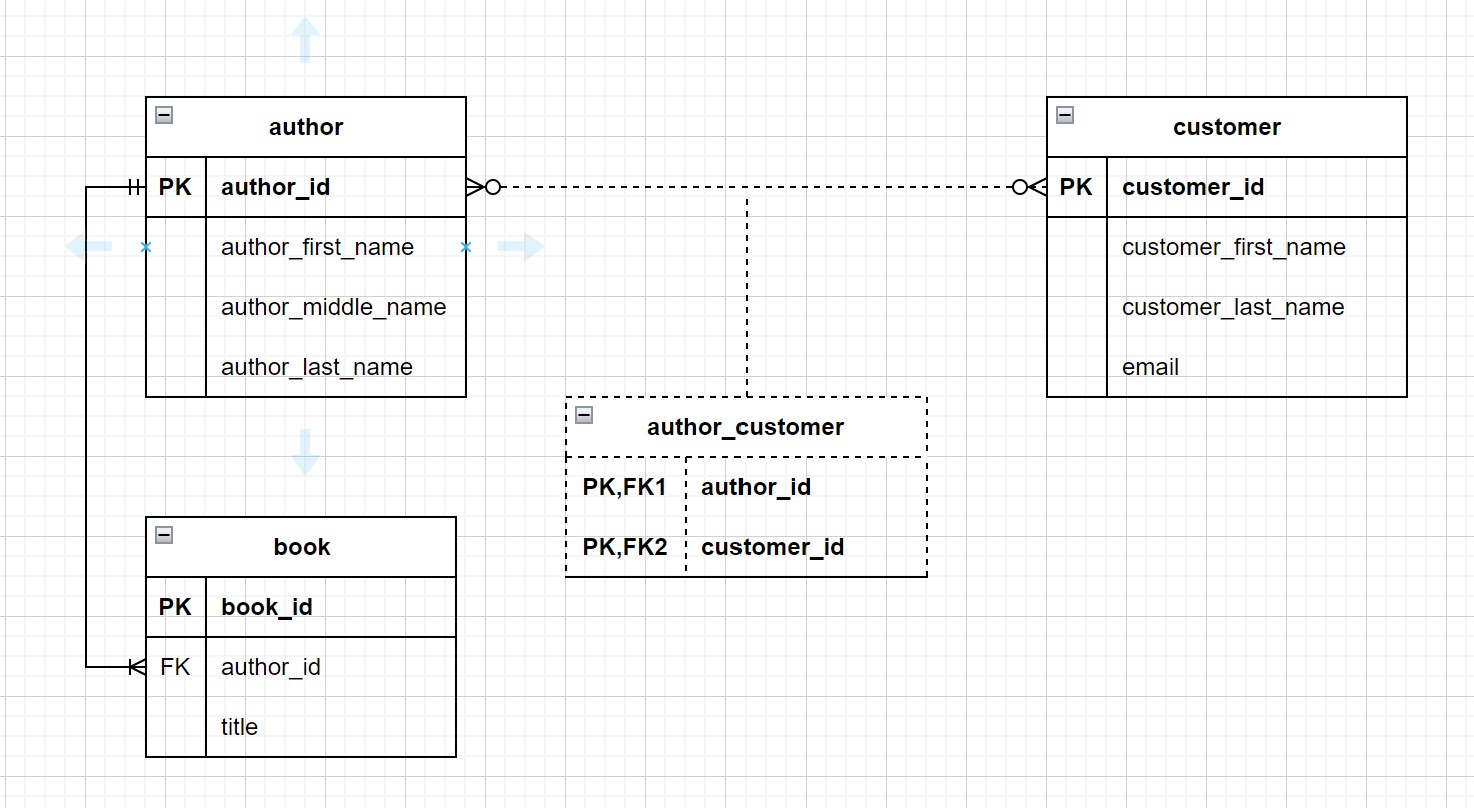 author
PK author_id
author_first_name
author_middle_name
author_last_name
customer
PK customer_id
customer_first_name
customer_last_name
email
author_customer
PK,FK1 author_id
PK,FK2 customer_id
book
PK book_id
FK author_id
title